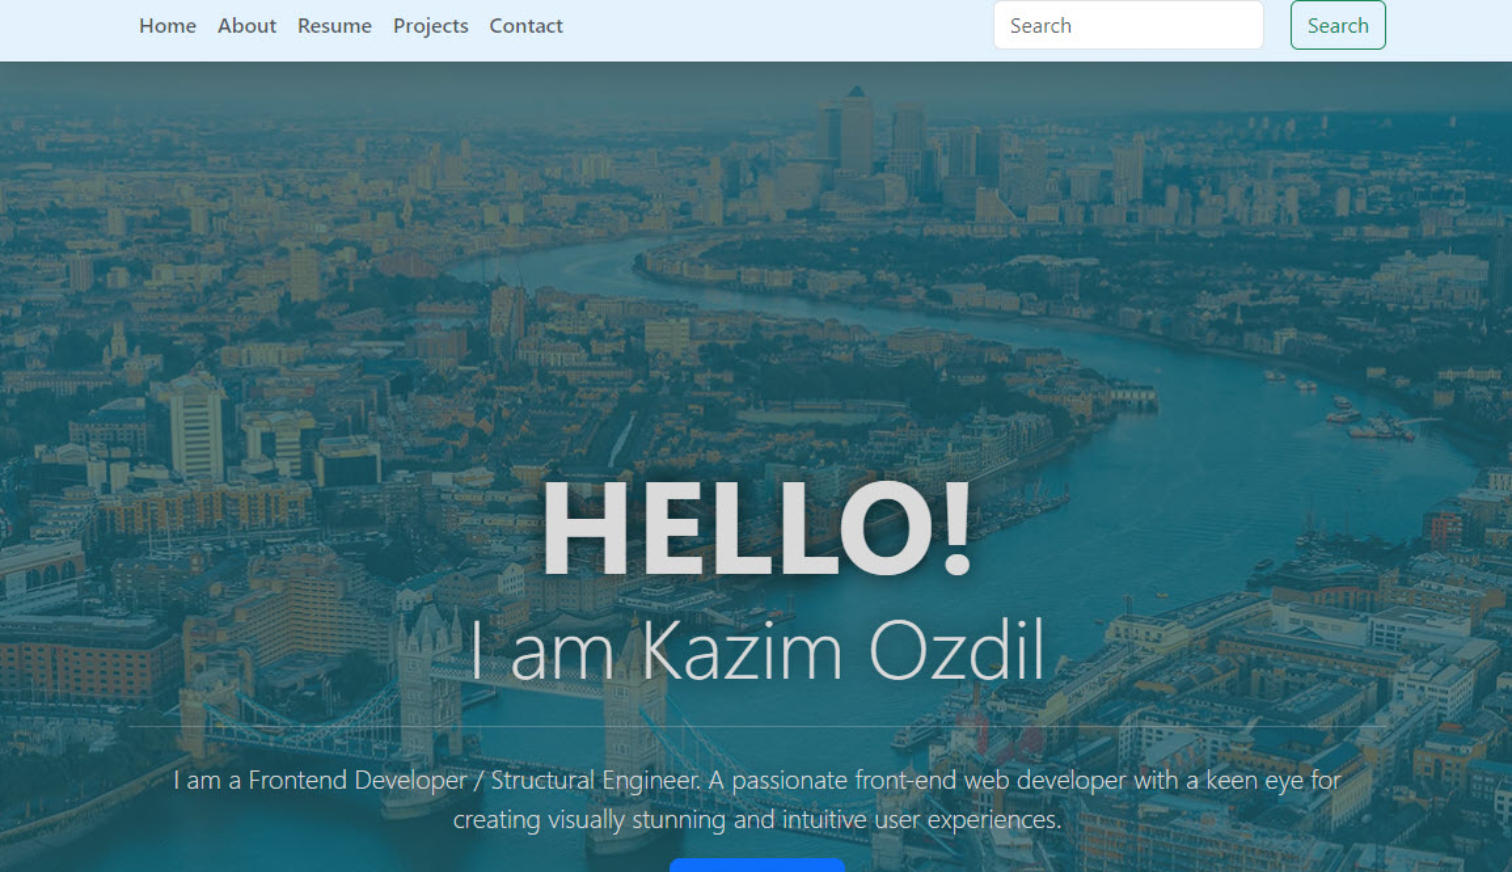 Home About Resume Projects Contact Search Search
HELLO!
I am Kazim Ozdil
I am a Frontend Developer / Structural Engineer. A passionate front-end web developer with a keen eye for
creating visually stunning and intuitive user experiences.